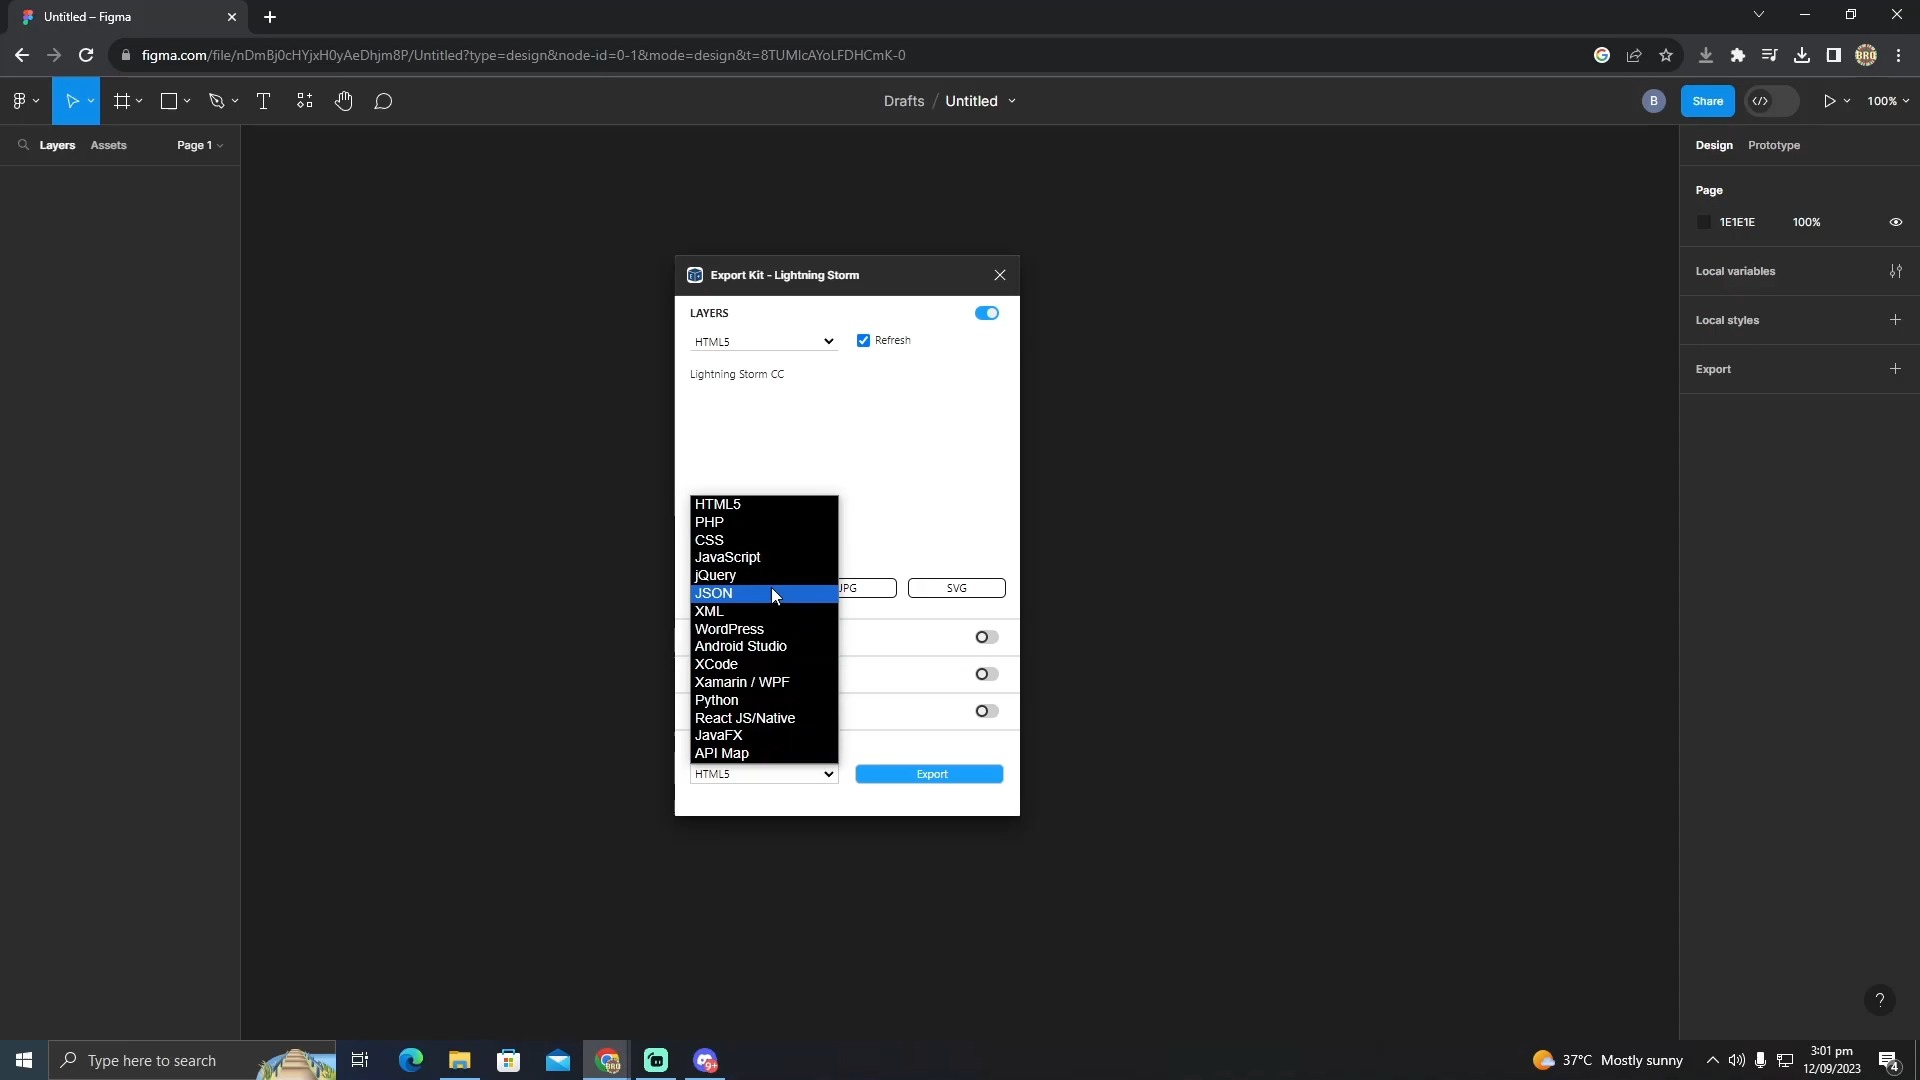 Untitled – Figma
figma.com/file/nDmBj0cHYjxH0yAeDhjm8P/Untitled?type=design&node-id=0-1&mode=design&t=8TUMIcAYoLFDHCmK-0
Drafts / Untitled
B
Share
100%
Layers
Assets
Page 1
Design
Prototype
Page
1E1E1E
100%
Local variables
Local styles
Export
Export Kit - Lightning Storm
LAYERS
HTML5
Refresh
Lightning Storm CC
HTML5
PHP
CSS
JavaScript
jQuery
JSON
XML
WordPress
Android Studio
XCode
Xamarin / WPF
Python
React JS/Native
JavaFX
API Map
JPG
SVG
HTML5
Export
?
Type here to search
BRO
9+
37°C Mostly sunny
3:01 pm
12/09/2023
4